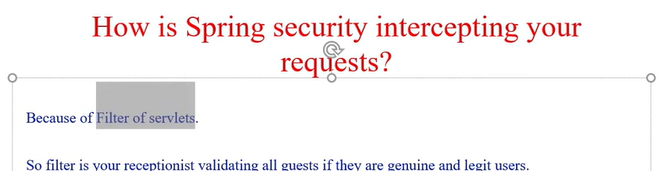 How is Spring security intercepting your
requests?
Because of Filter of servlets.
So filter is your receptionist validating all guests if they are genuine and legit users.